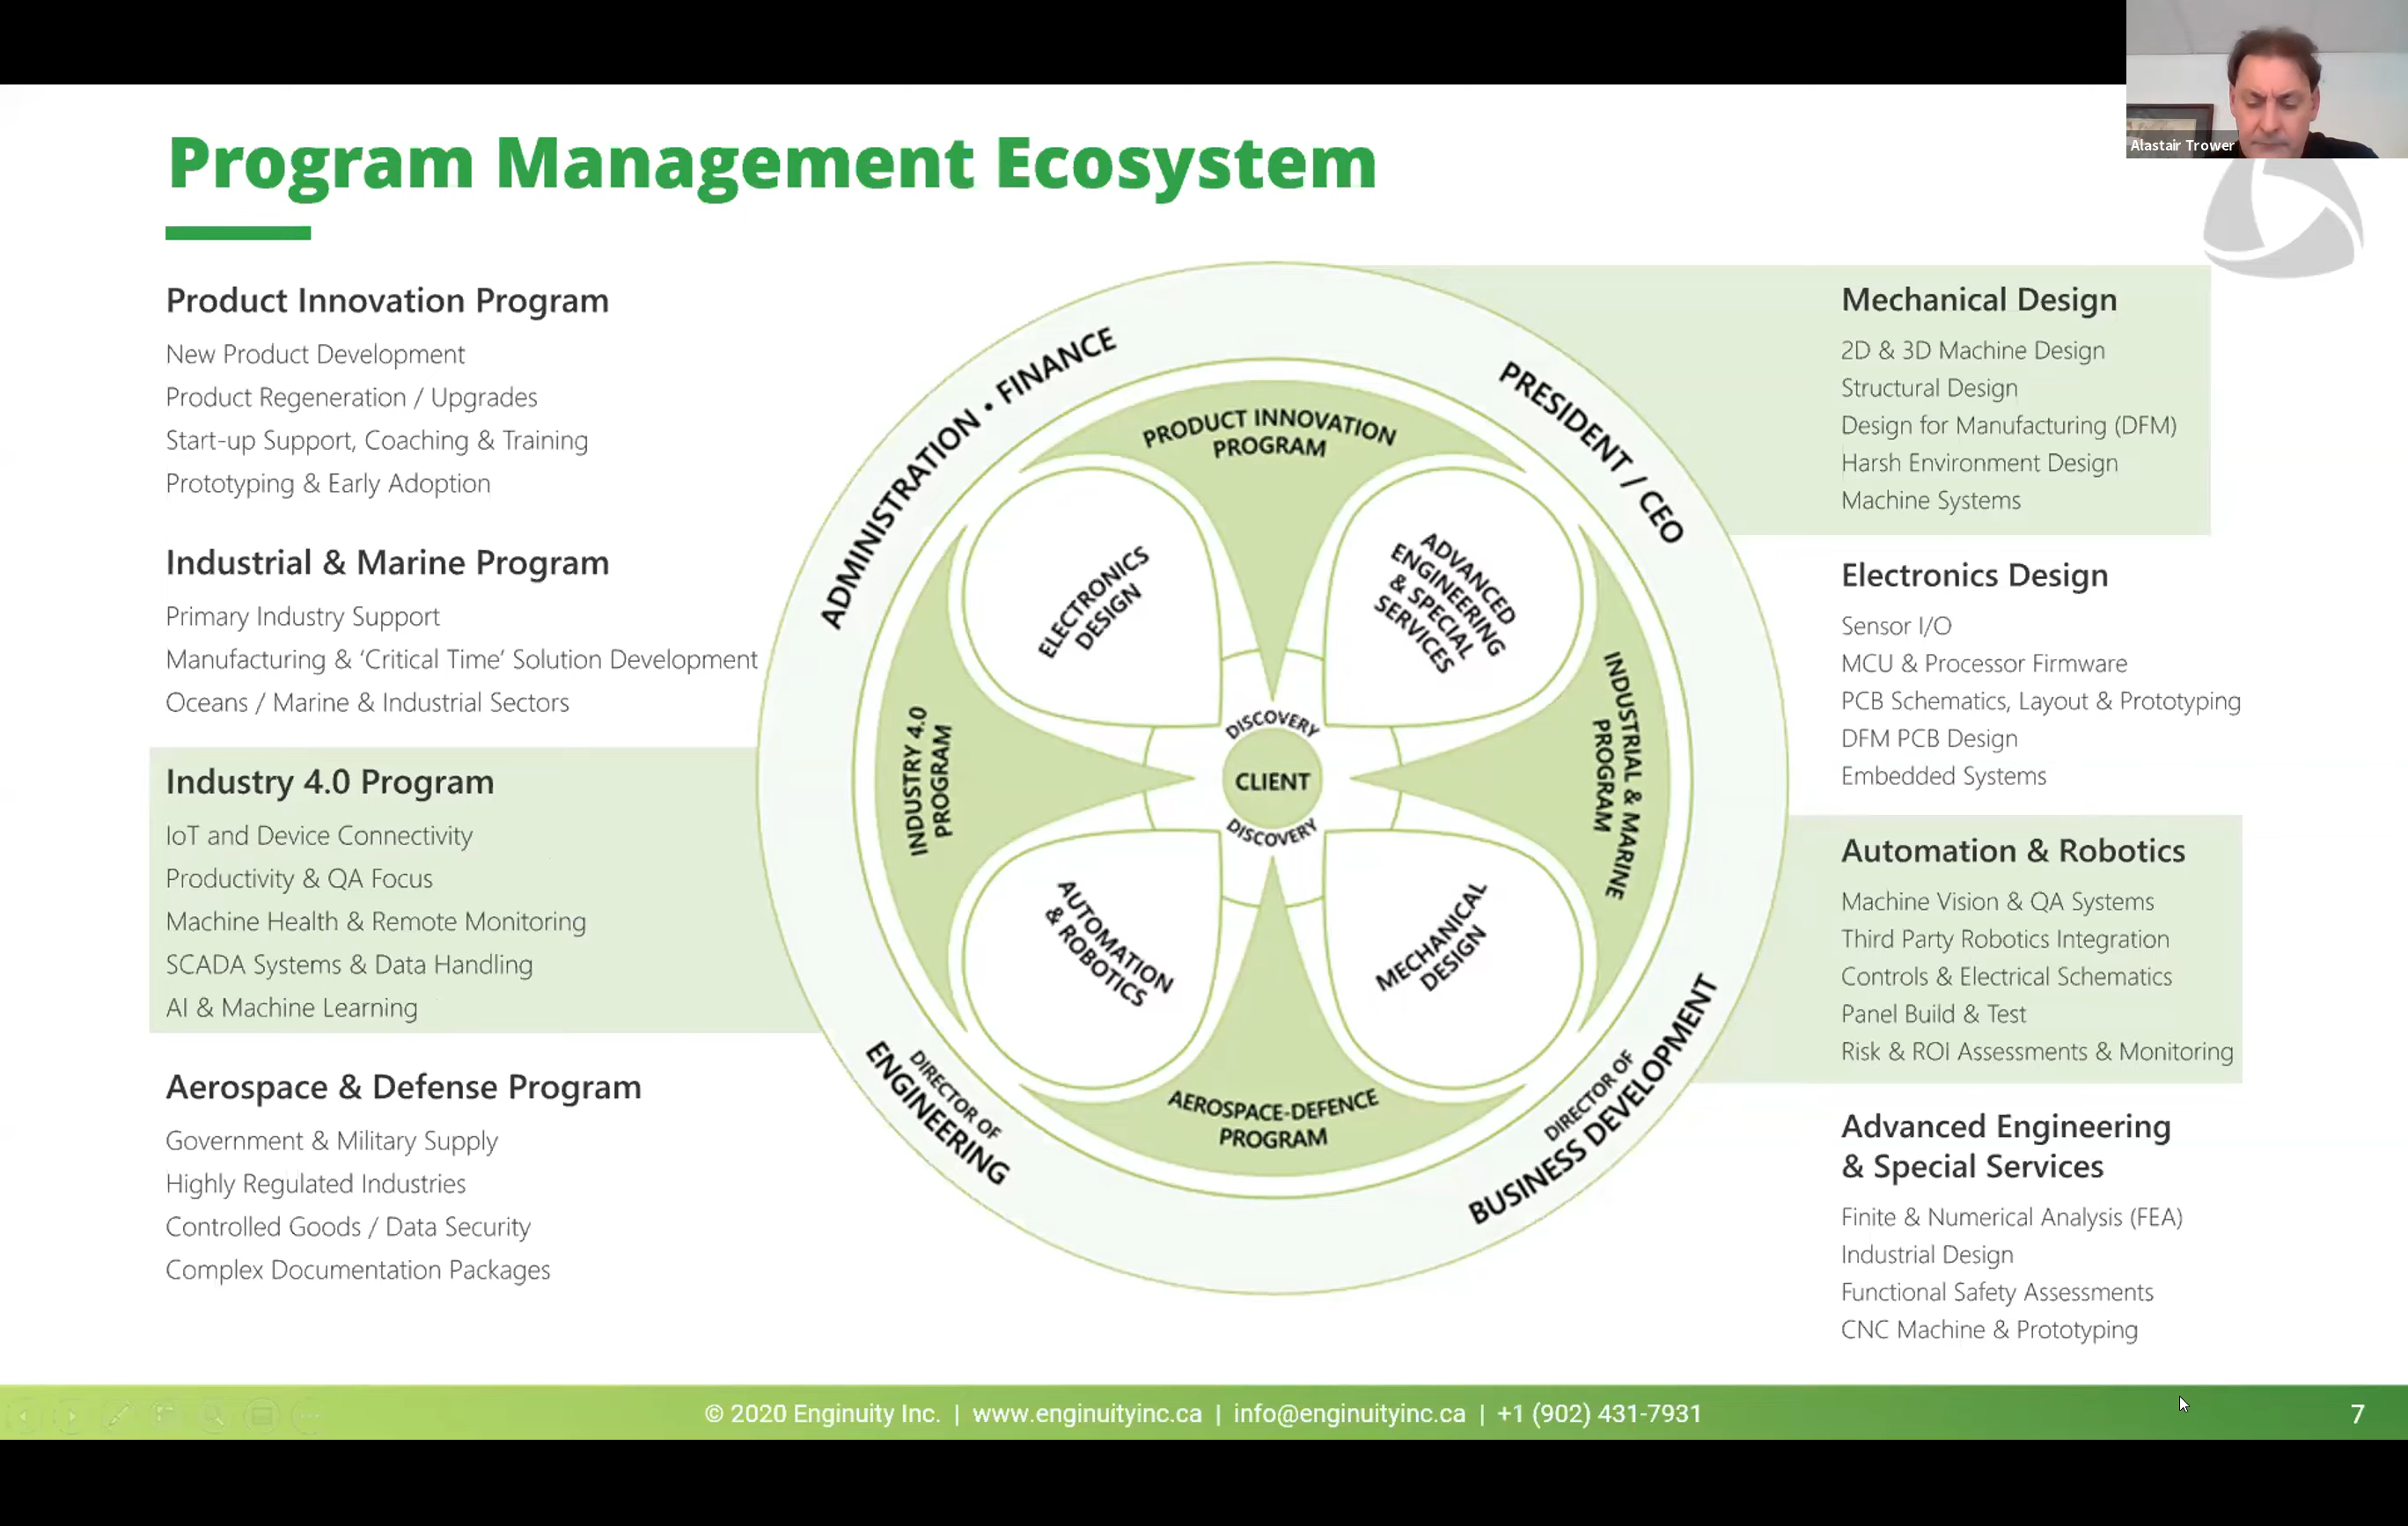 Alastair Trower
Program Management Ecosystem
Product Innovation Program
New Product Development
Product Regeneration / Upgrades
Start-up Support, Coaching & Training
Prototyping & Early Adoption
Industrial & Marine Program
Primary Industry Support
Manufacturing & ‘Critical Time’ Solution Development
Oceans / Marine & Industrial Sectors
Industry 4.0 Program
IoT and Device Connectivity
Productivity & QA Focus
Machine Health & Remote Monitoring
SCADA Systems & Data Handling
AI & Machine Learning
Aerospace & Defense Program
Government & Military Supply
Highly Regulated Industries
Controlled Goods / Data Security
Complex Documentation Packages
ADMINISTRATION • FINANCE
PRESIDENT / CEO
PRODUCT INNOVATION
PROGRAM
ELECTRONICS
DESIGN
ADVANCED
ENGINEERING
& SPECIAL
SERVICES
INDUSTRY 4.0
PROGRAM
DISCOVERY
CLIENT
DISCOVERY
INDUSTRIAL & MARINE
PROGRAM
AUTOMATION
& ROBOTICS
MECHANICAL
DESIGN
AEROSPACE-DEFENCE
PROGRAM
DIRECTOR OF
ENGINEERING
DIRECTOR OF
BUSINESS DEVELOPMENT
Mechanical Design
2D & 3D Machine Design
Structural Design
Design for Manufacturing (DFM)
Harsh Environment Design
Machine Systems
Electronics Design
Sensor I/O
MCU & Processor Firmware
PCB Schematics, Layout & Prototyping
DFM PCB Design
Embedded Systems
Automation & Robotics
Machine Vision & QA Systems
Third Party Robotics Integration
Controls & Electrical Schematics
Panel Build & Test
Risk & ROI Assessments & Monitoring
Advanced Engineering
& Special Services
Finite & Numerical Analysis (FEA)
Industrial Design
Functional Safety Assessments
CNC Machine & Prototyping
© 2020 Enginuity Inc. | www.enginuityinc.ca | info@enginuityinc.ca | +1 (902) 431-7931
7